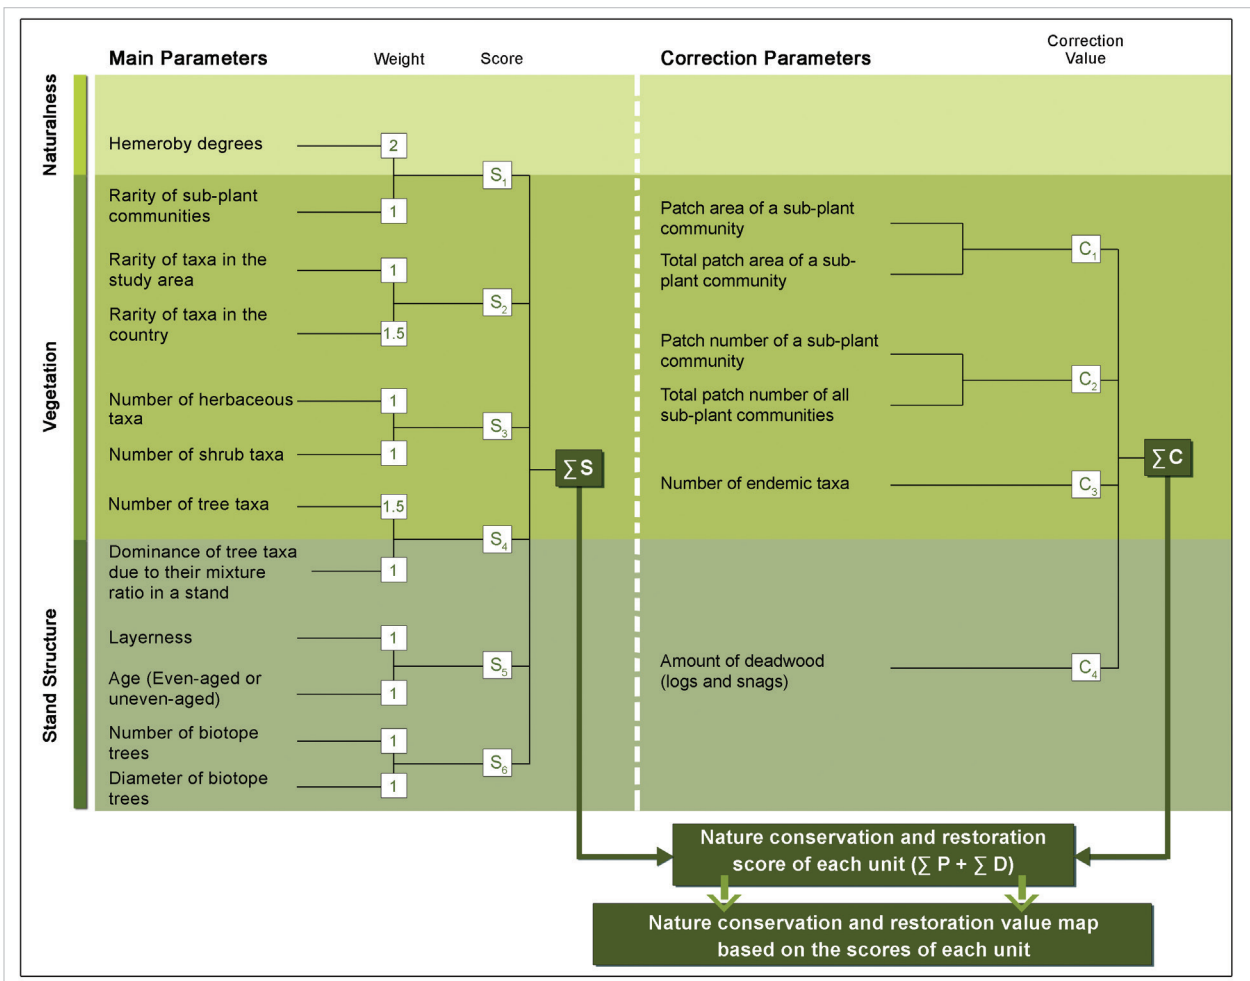 Main Parameters
Weight
Score
Correction Parameters
Correction
Value
Naturalness
Hemeroby degrees
2
S1
Vegetation
Rarity of sub-plant
communities
1
Rarity of taxa in the
study area
1
S2
Rarity of taxa in the
country
1.5
Number of herbaceous
taxa
1
S3
Number of shrub taxa
1
Number of tree taxa
1.5
S4
Stand Structure
Dominance of tree taxa
due to their mixture
ratio in a stand
1
Layerness
1
S5
Age (Even-aged or
uneven-aged)
1
Number of biotope
trees
1
S6
Diameter of biotope
trees
1
∑ S
Patch area of a sub-plant
community
C1
Total patch area of a sub-
plant community
Patch number of a sub-plant
community
C2
Total patch number of all
sub-plant communities
Number of endemic taxa
C3
Amount of deadwood
(logs and snags)
C4
∑ C
Nature conservation and restoration
score of each unit (∑ P + ∑ D)
Nature conservation and restoration value map
based on the scores of each unit